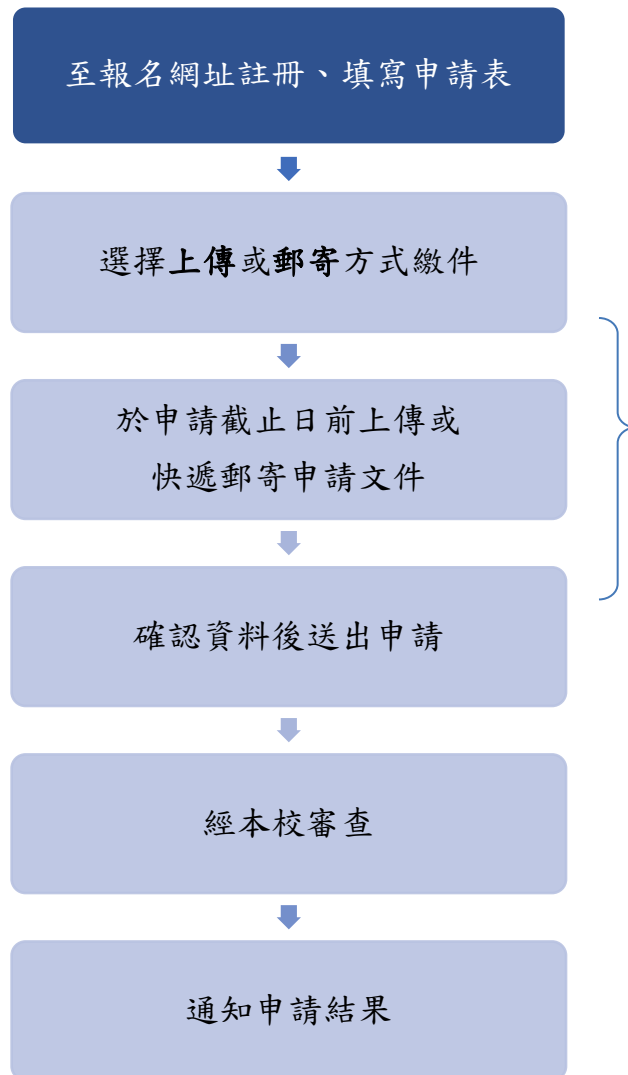 至報名網址註冊、填寫申請表
選擇上傳或郵寄方式繳件
於申請截止日前上傳或
快遞郵寄申請文件
確認資料後送出申請
經本校審查
通知申請結果